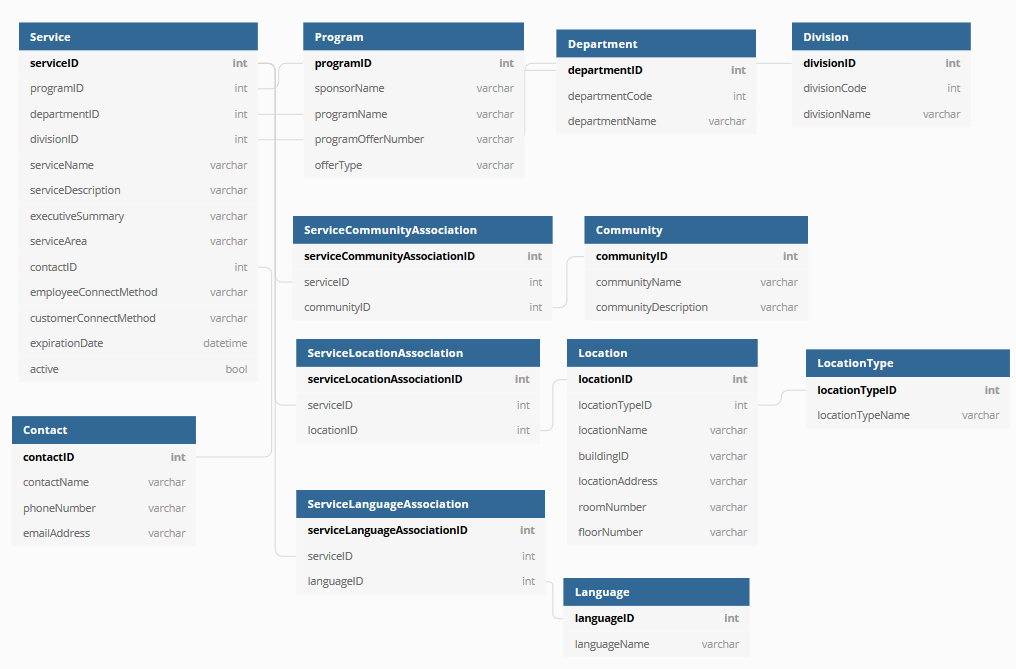 Service
serviceID int
programID int
departmentID int
divisionID int
serviceName varchar
serviceDescription varchar
executiveSummary varchar
serviceArea varchar
contactID int
employeeConnectMethod varchar
customerConnectMethod varchar
expirationDate datetime
active bool
Contact
contactID int
contactName varchar
phoneNumber varchar
emailAddress varchar
Program
programID int
sponsorName varchar
programName varchar
programOfferNumber varchar
offerType varchar
Department
departmentID int
departmentCode int
departmentName varchar
Division
divisionID int
divisionCode int
divisionName varchar
ServiceCommunityAssociation
serviceCommunityAssociationID int
serviceID int
communityID int
Community
communityID int
communityName varchar
communityDescription varchar
ServiceLocationAssociation
serviceLocationAssociationID int
serviceID int
locationID int
Location
locationID int
locationTypeID int
locationName varchar
buildingID varchar
locationAddress varchar
roomNumber varchar
floorNumber varchar
LocationType
locationTypeID int
locationTypeName varchar
ServiceLanguageAssociation
serviceLanguageAssociationID int
serviceID int
languageID int
Language
languageID int
languageName varchar